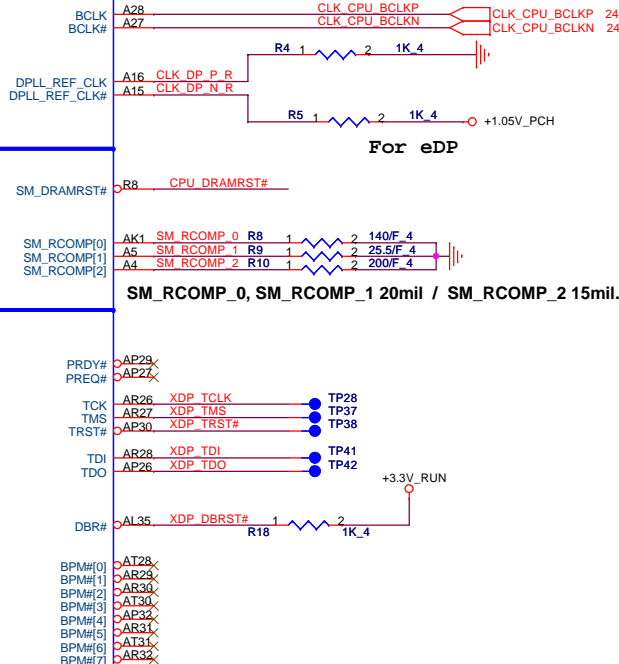 BCLK A28 CLK_CPU_BCLKP CLK_CPU_BCLKP 24
BCLK# A27 CLK_CPU_BCLKN CLK_CPU_BCLKN 24
R4 1 2 1K_4
DPLL_REF_CLK A16 CLK_DP_P_R
DPLL_REF_CLK# A15 CLK_DP_N_R
R5 1 2 1K_4 +1.05V_PCH
For eDP
SM_DRAMRST# R8 CPU_DRAMRST#
SM_RCOMP[0] AK1 SM_RCOMP_0 R8 1 2 140/F_4
SM_RCOMP[1] A5 SM_RCOMP_1 R9 1 2 25.5/F_4
SM_RCOMP[2] A4 SM_RCOMP_2 R10 1 2 200/F_4
SM_RCOMP_0, SM_RCOMP_1 20mil / SM_RCOMP_2 15mil.
PRDY# AP29
PREQ# AP27
TCK AR26 XDP_TCLK TP28
TMS AR27 XDP_TMS TP37
TRST# AP30 XDP_TRST# TP38
TDI AR28 XDP_TDI TP41
TDO AP26 XDP_TDO TP42
+3.3V_RUN
DBR# AL35 XDP_DBRST# 1 2
R18 1K_4
BPM#[0] AT28
BPM#[1] AR29
BPM#[2] AR30
BPM#[3] AT30
BPM#[4] AP32
BPM#[5] AR31
BPM#[6] AT31
BPM#[7] AR32